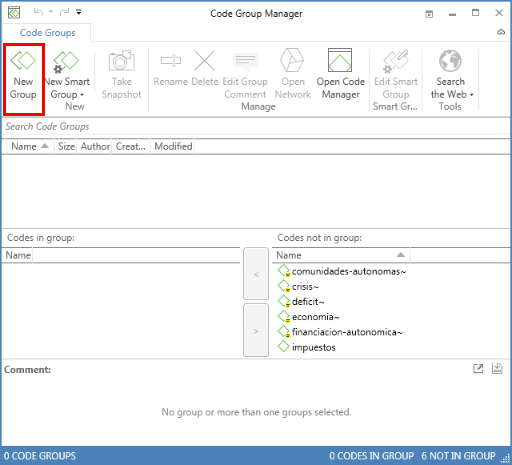 Code Group Manager
Code Groups
New Group
New Smart Group
Take Snapshot
Rename
Delete
Edit Group Comment
Open Network
Open Code Manager
Edit Smart Group
Search the Web
New
Manage
Smart Gr...
Tools
Search Code Groups
Name Size Author Creat... Modified
Codes in group:
Codes not in group:
Name
Name
<
>
comunidades-autonomas~
crisis~
deficit~
economia~
financiacion-autonomica~
impuestos
Comment:
No group or more than one groups selected.
0 CODE GROUPS
0 CODES IN GROUP 6 NOT IN GROUP